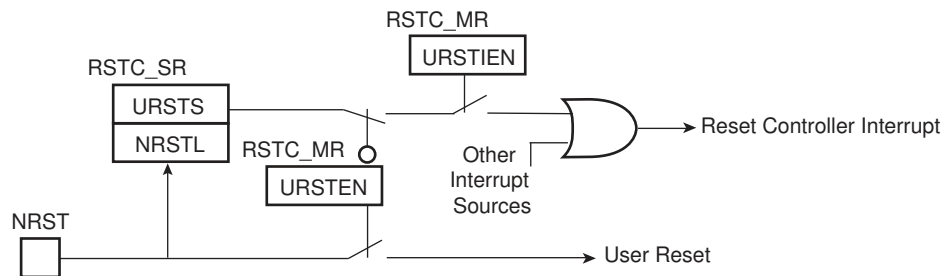 RSTC_MR
URSTIEN
RSTC_SR
URSTS
NRSTL
RSTC_MR
URSTEN
Reset Controller Interrupt
Other
Interrupt
Sources
NRST
User Reset